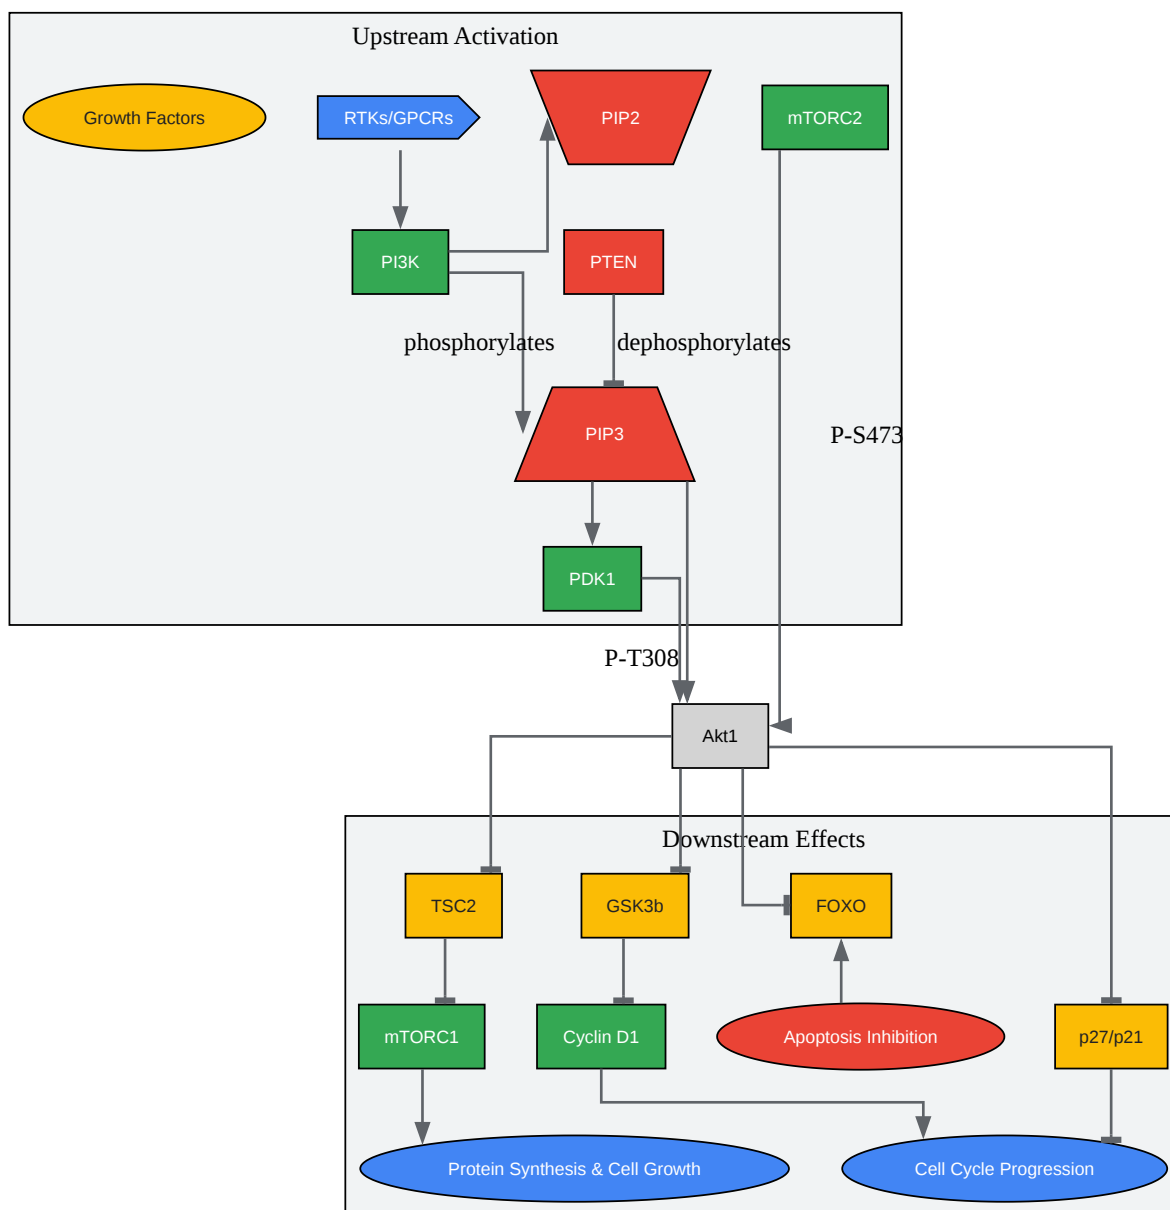 Upstream Activation
Growth Factors
RTKs/GPCRs
PIP2
mTORC2
PI3K
PTEN
phosphorylates
dephosphorylates
PIP3
P-S473
PDK1
P-T308
Akt1
Downstream Effects
TSC2
GSK3b
FOXO
mTORC1
Cyclin D1
Apoptosis Inhibition
p27/p21
Protein Synthesis & Cell Growth
Cell Cycle Progression